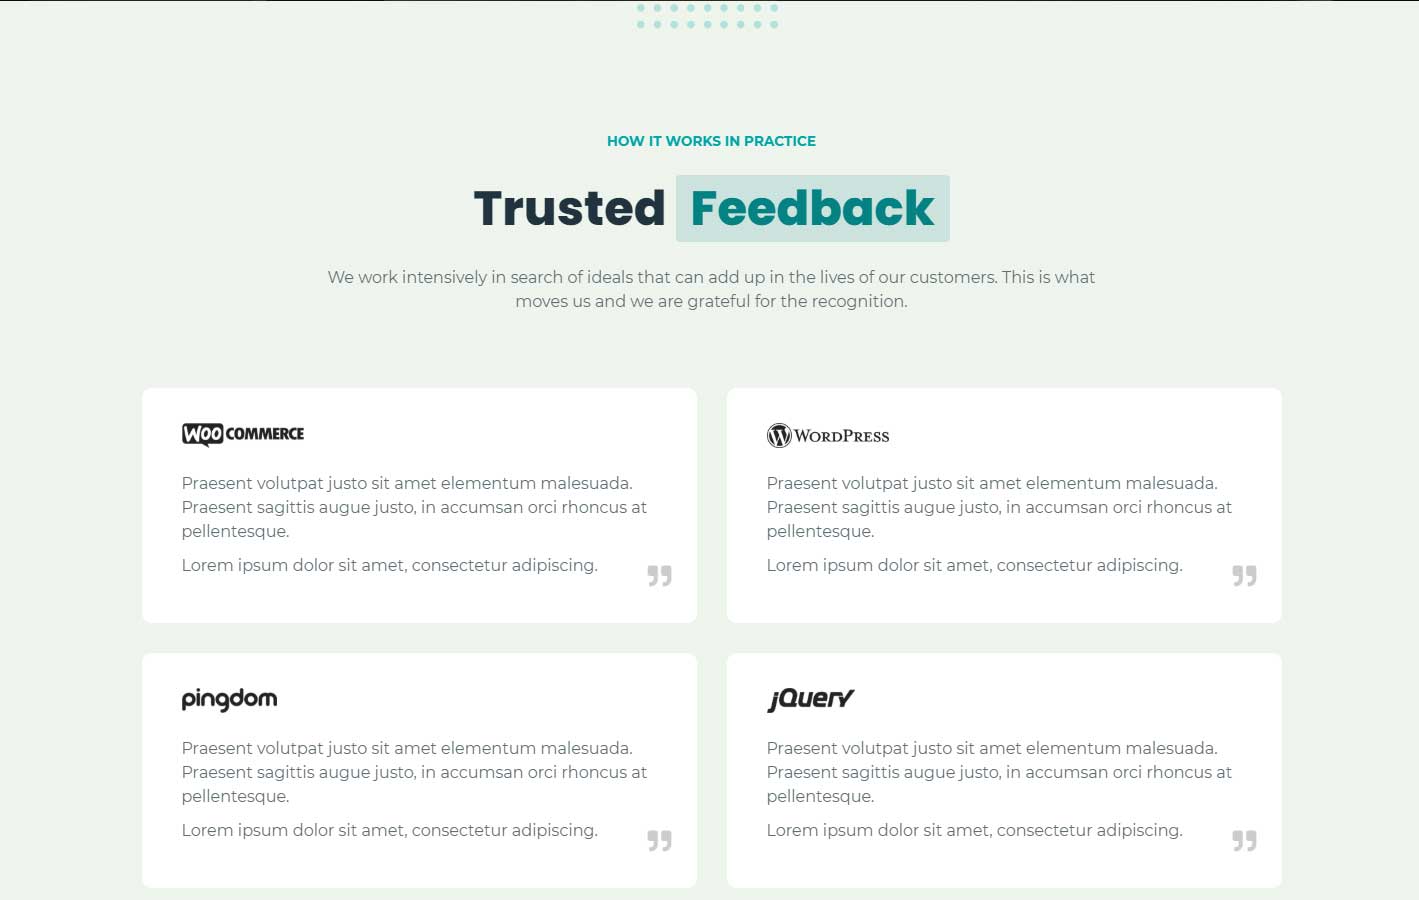 HOW IT WORKS IN PRACTICE
Trusted Feedback
We work intensively in search of ideals that can add up in the lives of our customers. This is what
moves us and we are grateful for the recognition.
WOO COMMERCE
Praesent volutpat justo sit amet elementum malesuada.
Praesent sagittis augue justo, in accumsan orci rhoncus at
pellentesque.
Lorem ipsum dolor sit amet, consectetur adipiscing.
WORDPRESS
Praesent volutpat justo sit amet elementum malesuada.
Praesent sagittis augue justo, in accumsan orci rhoncus at
pellentesque.
Lorem ipsum dolor sit amet, consectetur adipiscing.
pingdom
Praesent volutpat justo sit amet elementum malesuada.
Praesent sagittis augue justo, in accumsan orci rhoncus at
pellentesque.
Lorem ipsum dolor sit amet, consectetur adipiscing.
jQuery
Praesent volutpat justo sit amet elementum malesuada.
Praesent sagittis augue justo, in accumsan orci rhoncus at
pellentesque.
Lorem ipsum dolor sit amet, consectetur adipiscing.